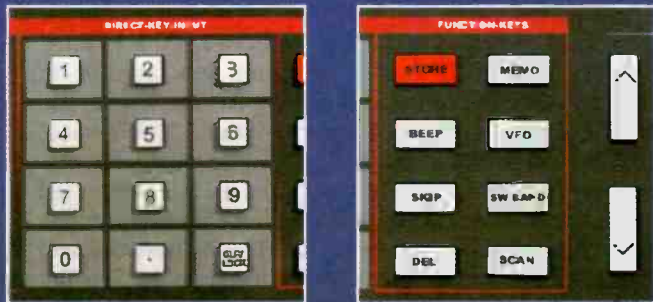 DIRECT-KEY INPUT
1 2 3
4 5 6
7 8 9
0 .
FUNCTION-KEYS
STORE MEMO
BEEP VFO
SKIP SW BAND
DEL SCAN